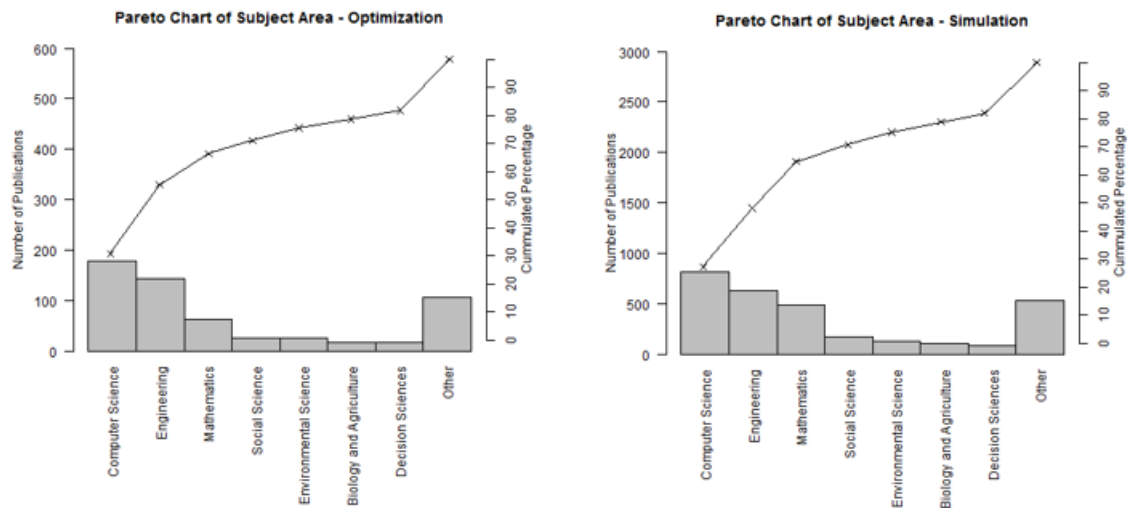 Pareto Chart of Subject Area - Optimization
Number of Publications
600
500
400
300
200
100
0
90
80
70
60
50
40
30
20
10
0
Cummulated Percentage
Computer Science
Engineering
Mathematics
Social Science
Environmental Science
Biology and Agriculture
Decision Sciences
Other
Pareto Chart of Subject Area - Simulation
Number of Publications
3000
2500
2000
1500
1000
500
0
90
80
70
60
50
40
30
20
10
0
Cummulated Percentage
Computer Science
Engineering
Mathematics
Social Science
Environmental Science
Biology and Agriculture
Decision Sciences
Other